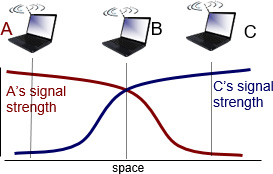 A
B
C
A's signal
strength
C's signal
strength
space